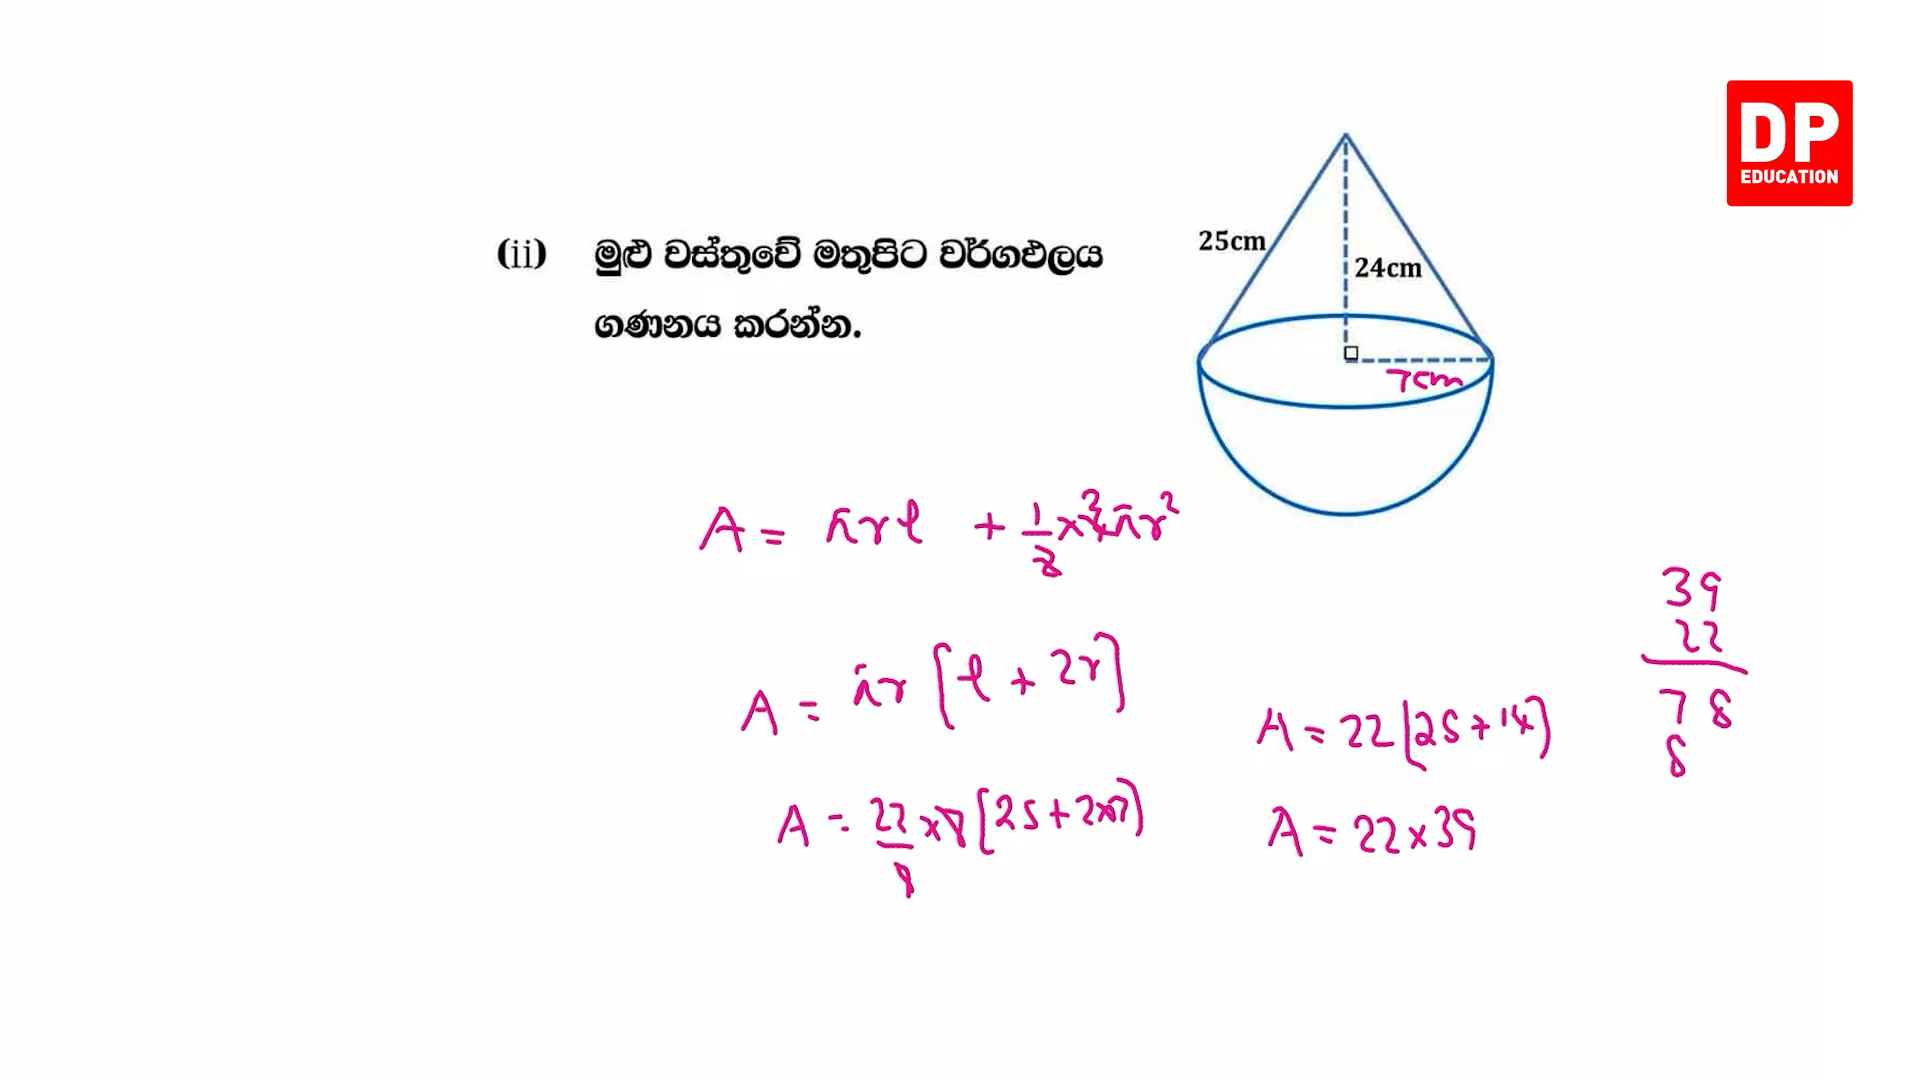 DP
EDUCATION
(ii) මුළු වස්තුවේ මතුපිට වර්ගඵලය
ගණනය කරන්න.
25cm
24cm
7cm
A = πrl + 1/2 × 4πr²
A = πr [l + 2r]
A = 22/7 × 7 [25 + 2×7]
A = 22 [25 + 14]
A = 22 × 39
39
22
78
8